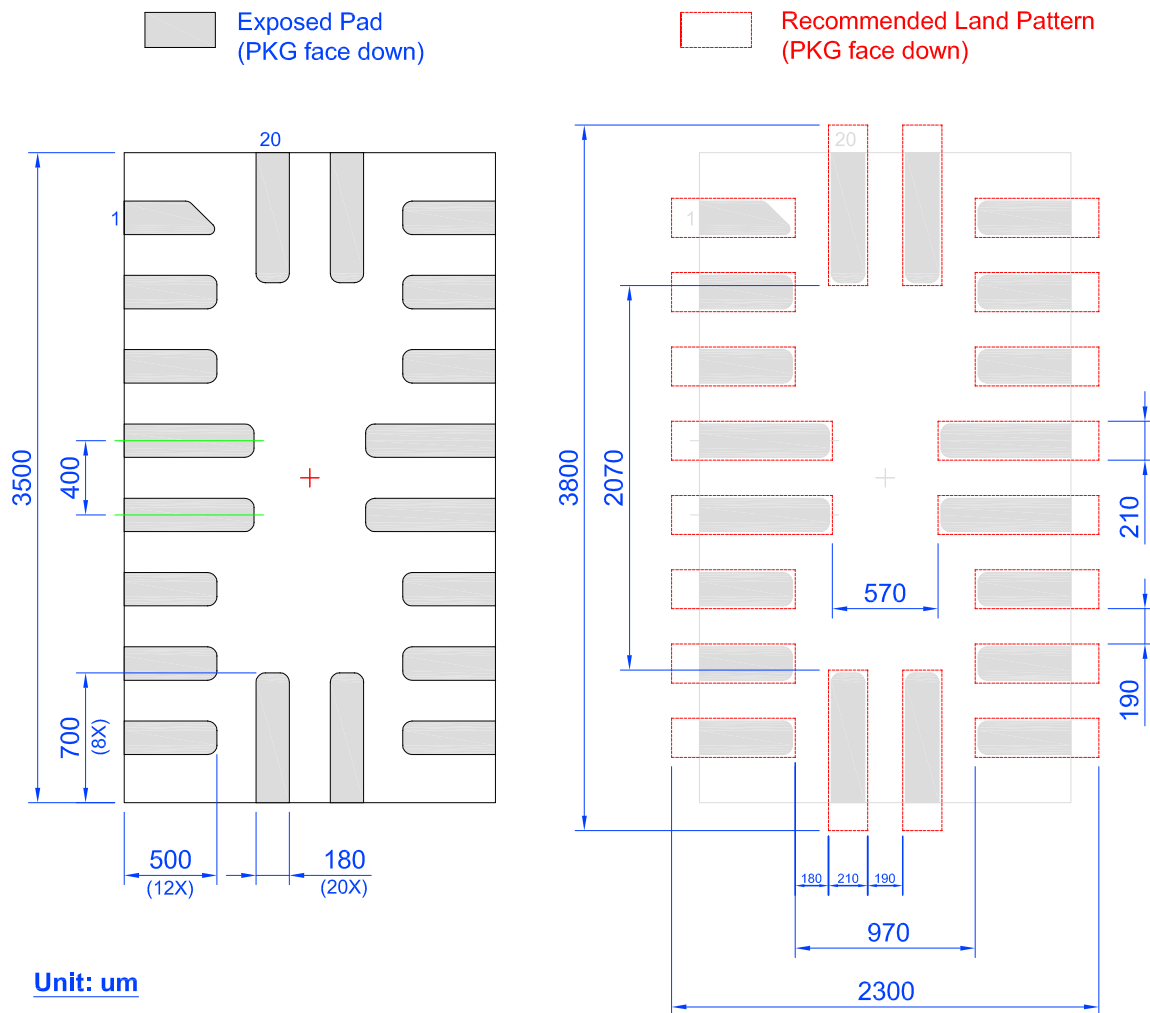 Exposed Pad
(PKG face down)
Recommended Land Pattern
(PKG face down)
20
1
3500
400
700
(8X)
500
(12X)
180
(20X)
Unit: um
20
1
3800
2070
570
210
190
180
210
190
970
2300